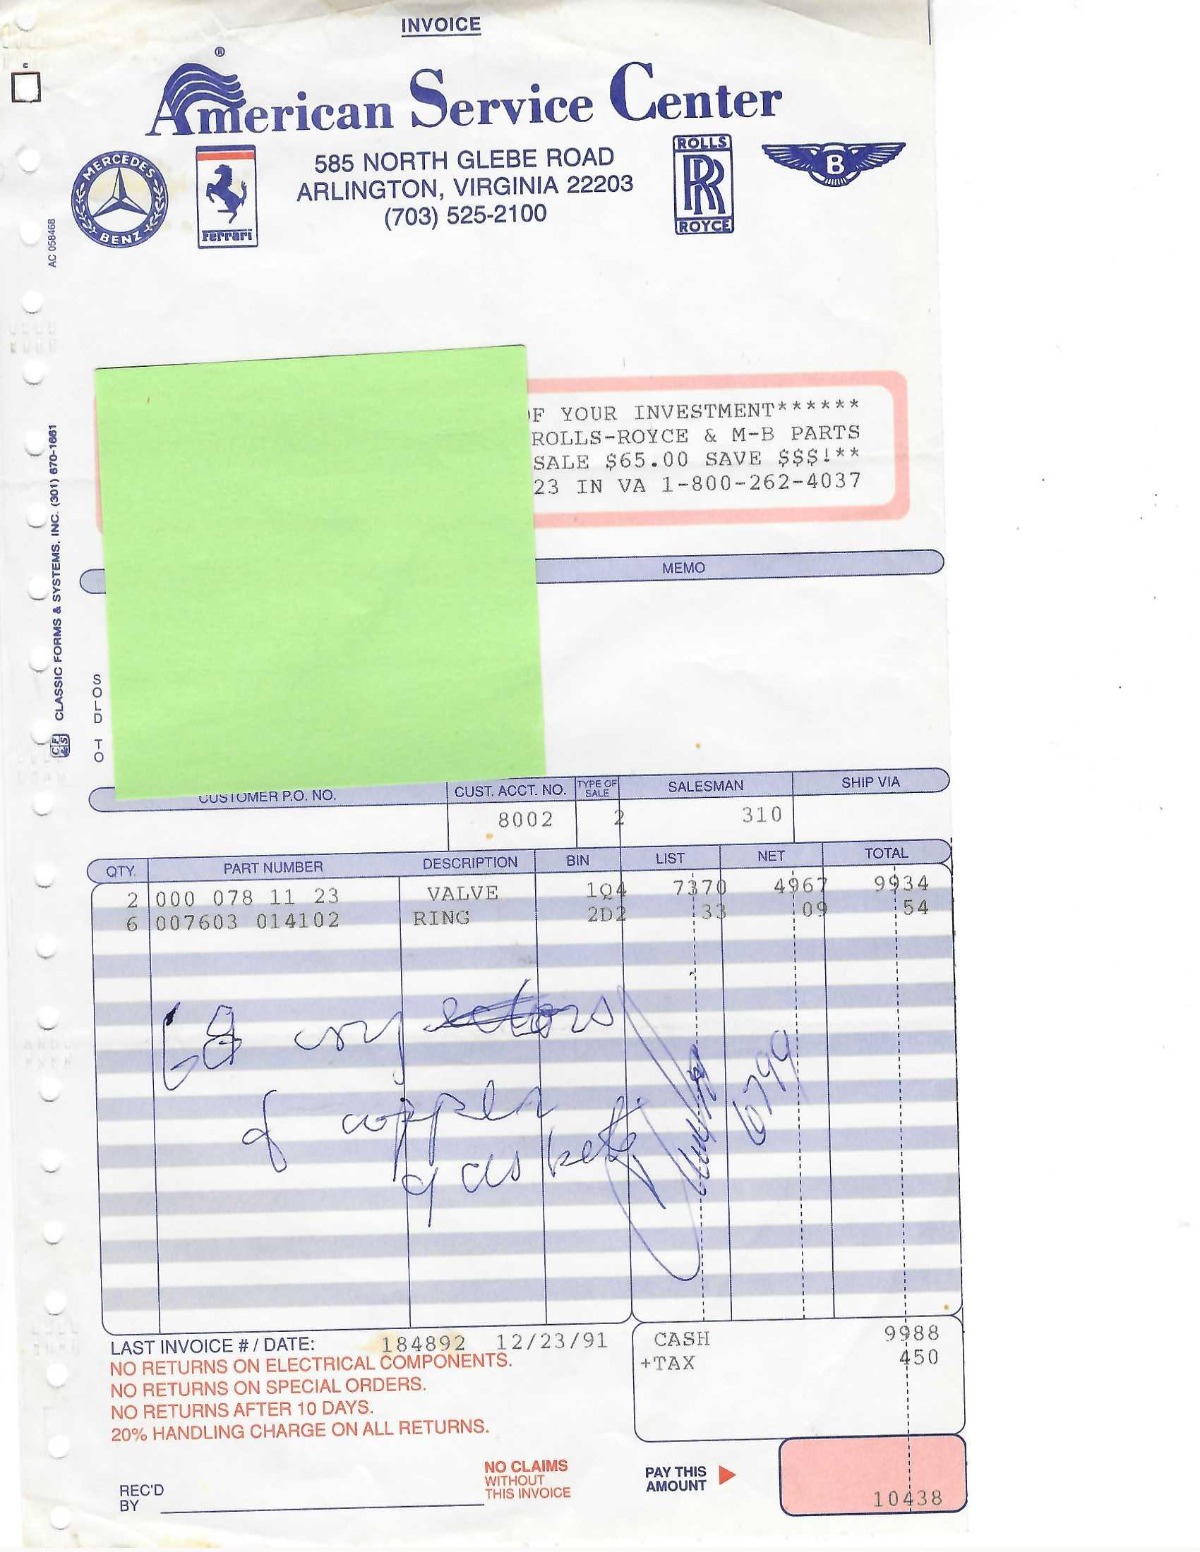 INVOICE
®
American Service Center
MERCEDES BENZ
Ferrari
585 NORTH GLEBE ROAD
ARLINGTON, VIRGINIA 22203
(703) 525-2100
ROLLS
RR
ROYCE
B
AC 058468
F YOUR INVESTMENT******
ROLLS-ROYCE & M-B PARTS
SALE $65.00 SAVE $$$!**
23 IN VA 1-800-262-4037
CLASSIC FORMS & SYSTEMS, INC. (301) 670-1661
MEMO
SOLD TO
CUSTOMER P.O. NO. CUST. ACCT. NO. TYPE OF SALE SALESMAN SHIP VIA
8002 2 310
QTY. PART NUMBER DESCRIPTION BIN LIST NET TOTAL
2 000 078 11 23 VALVE 1Q4 7370 4967 9934
6 007603 014102 RING 2D2 33 09 54
copper
gaskets
LAST INVOICE # / DATE: 184892 12/23/91
CASH 9988
+TAX 450
NO RETURNS ON ELECTRICAL COMPONENTS.
NO RETURNS ON SPECIAL ORDERS.
NO RETURNS AFTER 10 DAYS.
20% HANDLING CHARGE ON ALL RETURNS.
REC'D BY
NO CLAIMS
WITHOUT
THIS INVOICE
PAY THIS
AMOUNT
10438